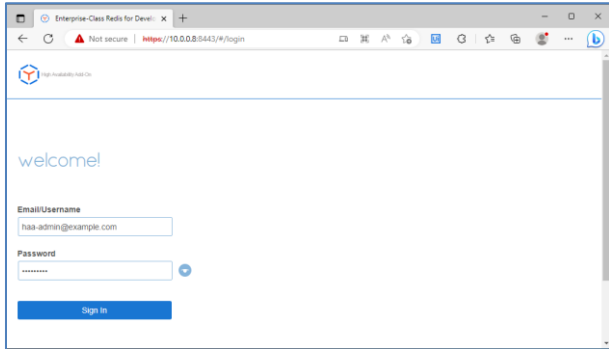 Enterprise-Class Redis for Develo
Not secure | https://10.0.0.8:8443/#/login
High Availability Add-On
welcome!
Email/Username
haa-admin@example.com
Password
•••••••••
Sign In